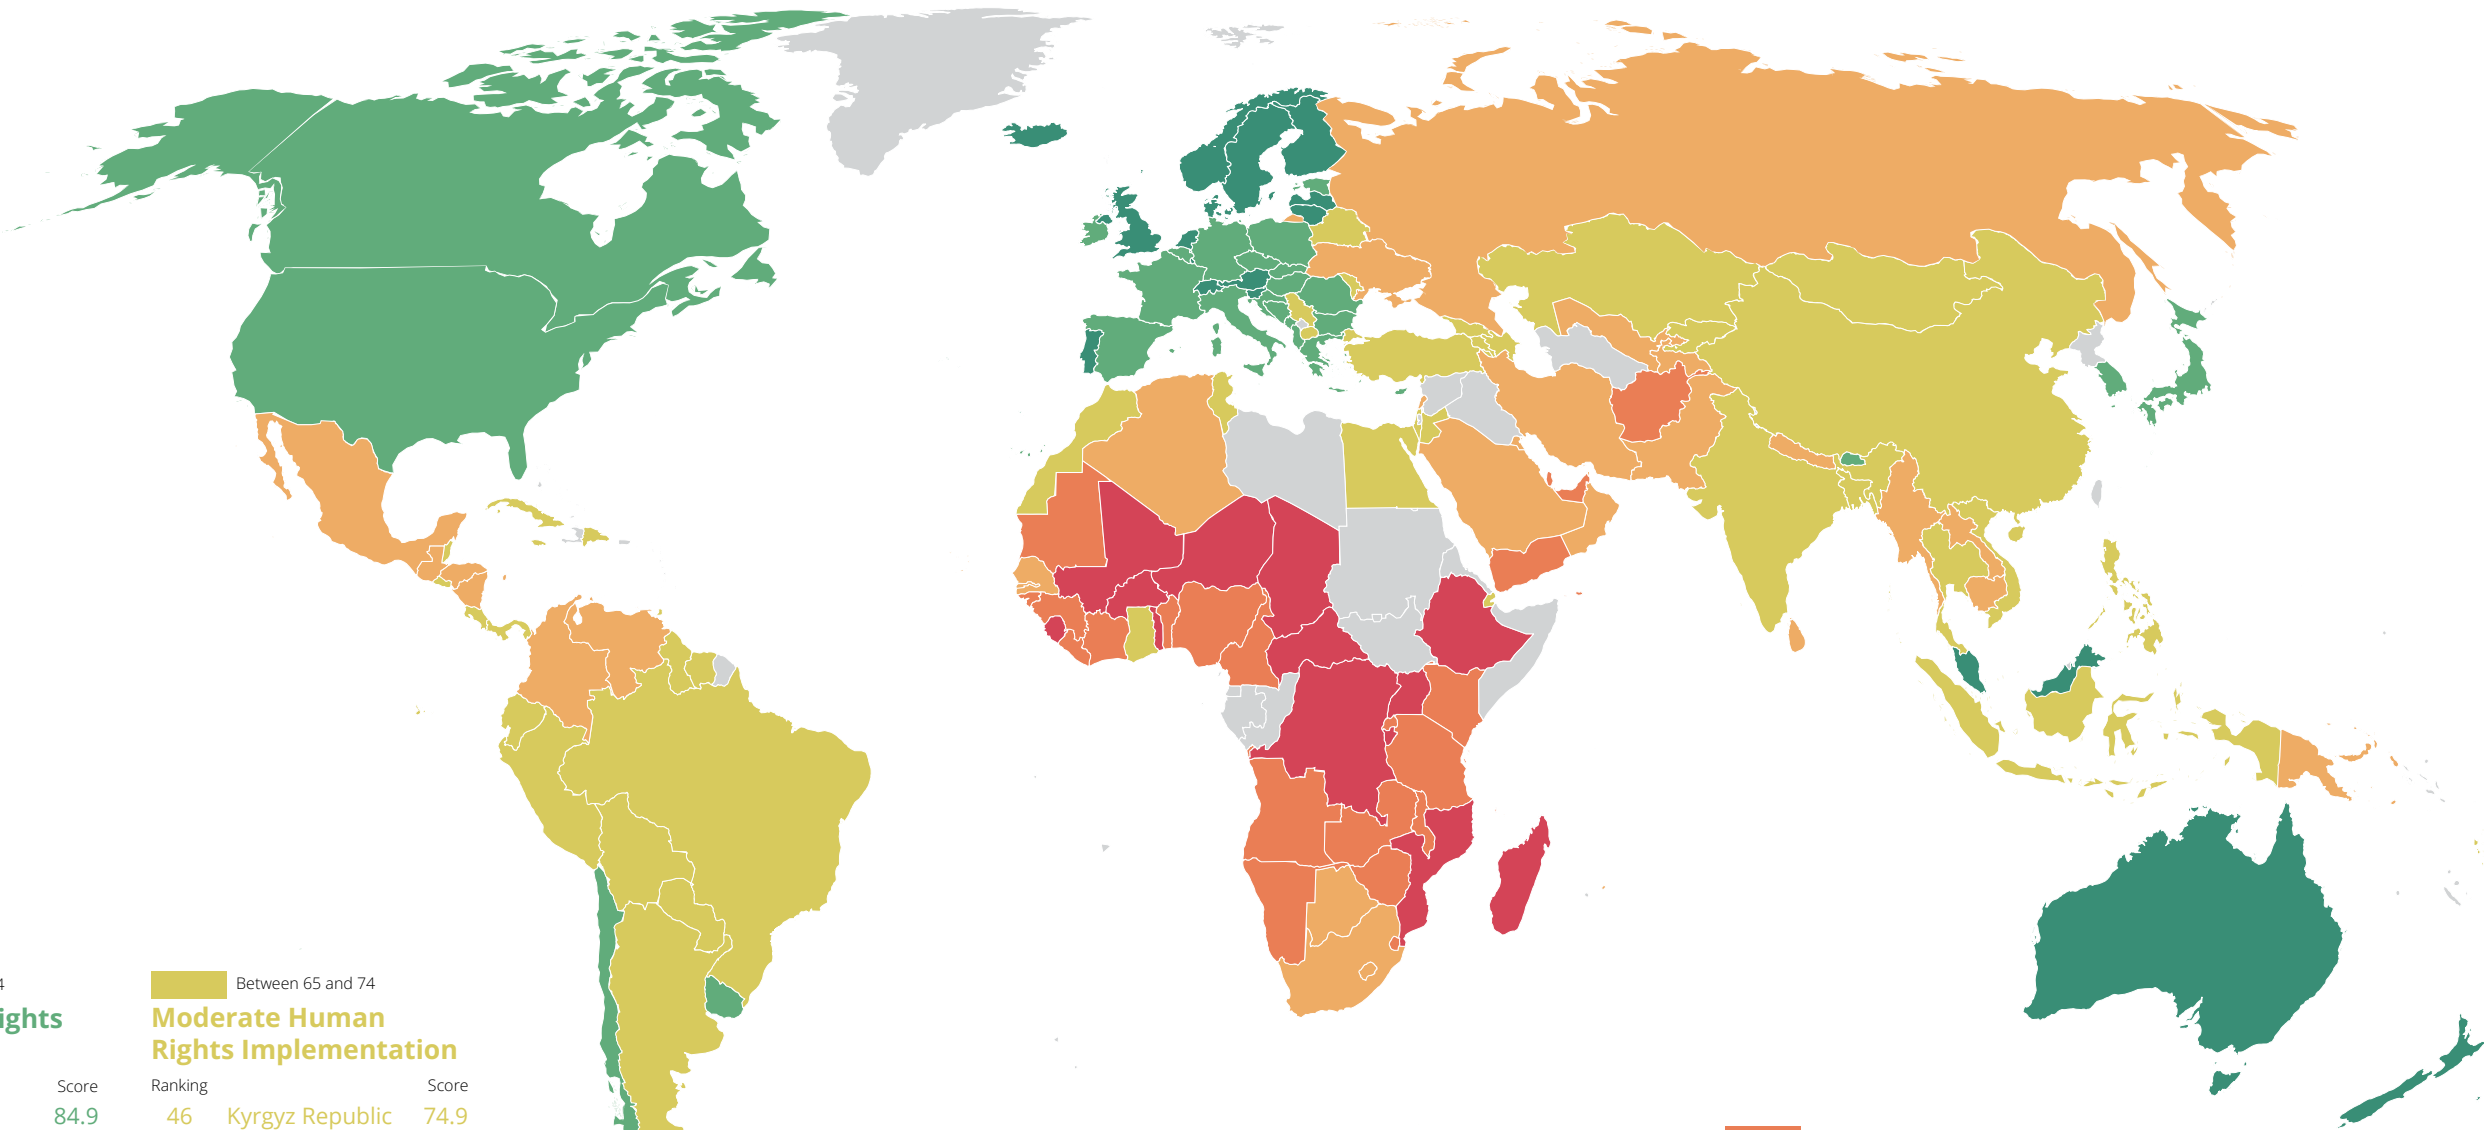 4
Between 65 and 74
ights
Moderate Human
Rights Implementation
Score
Ranking
Score
84.9
46 Kyrgyz Republic 74.9